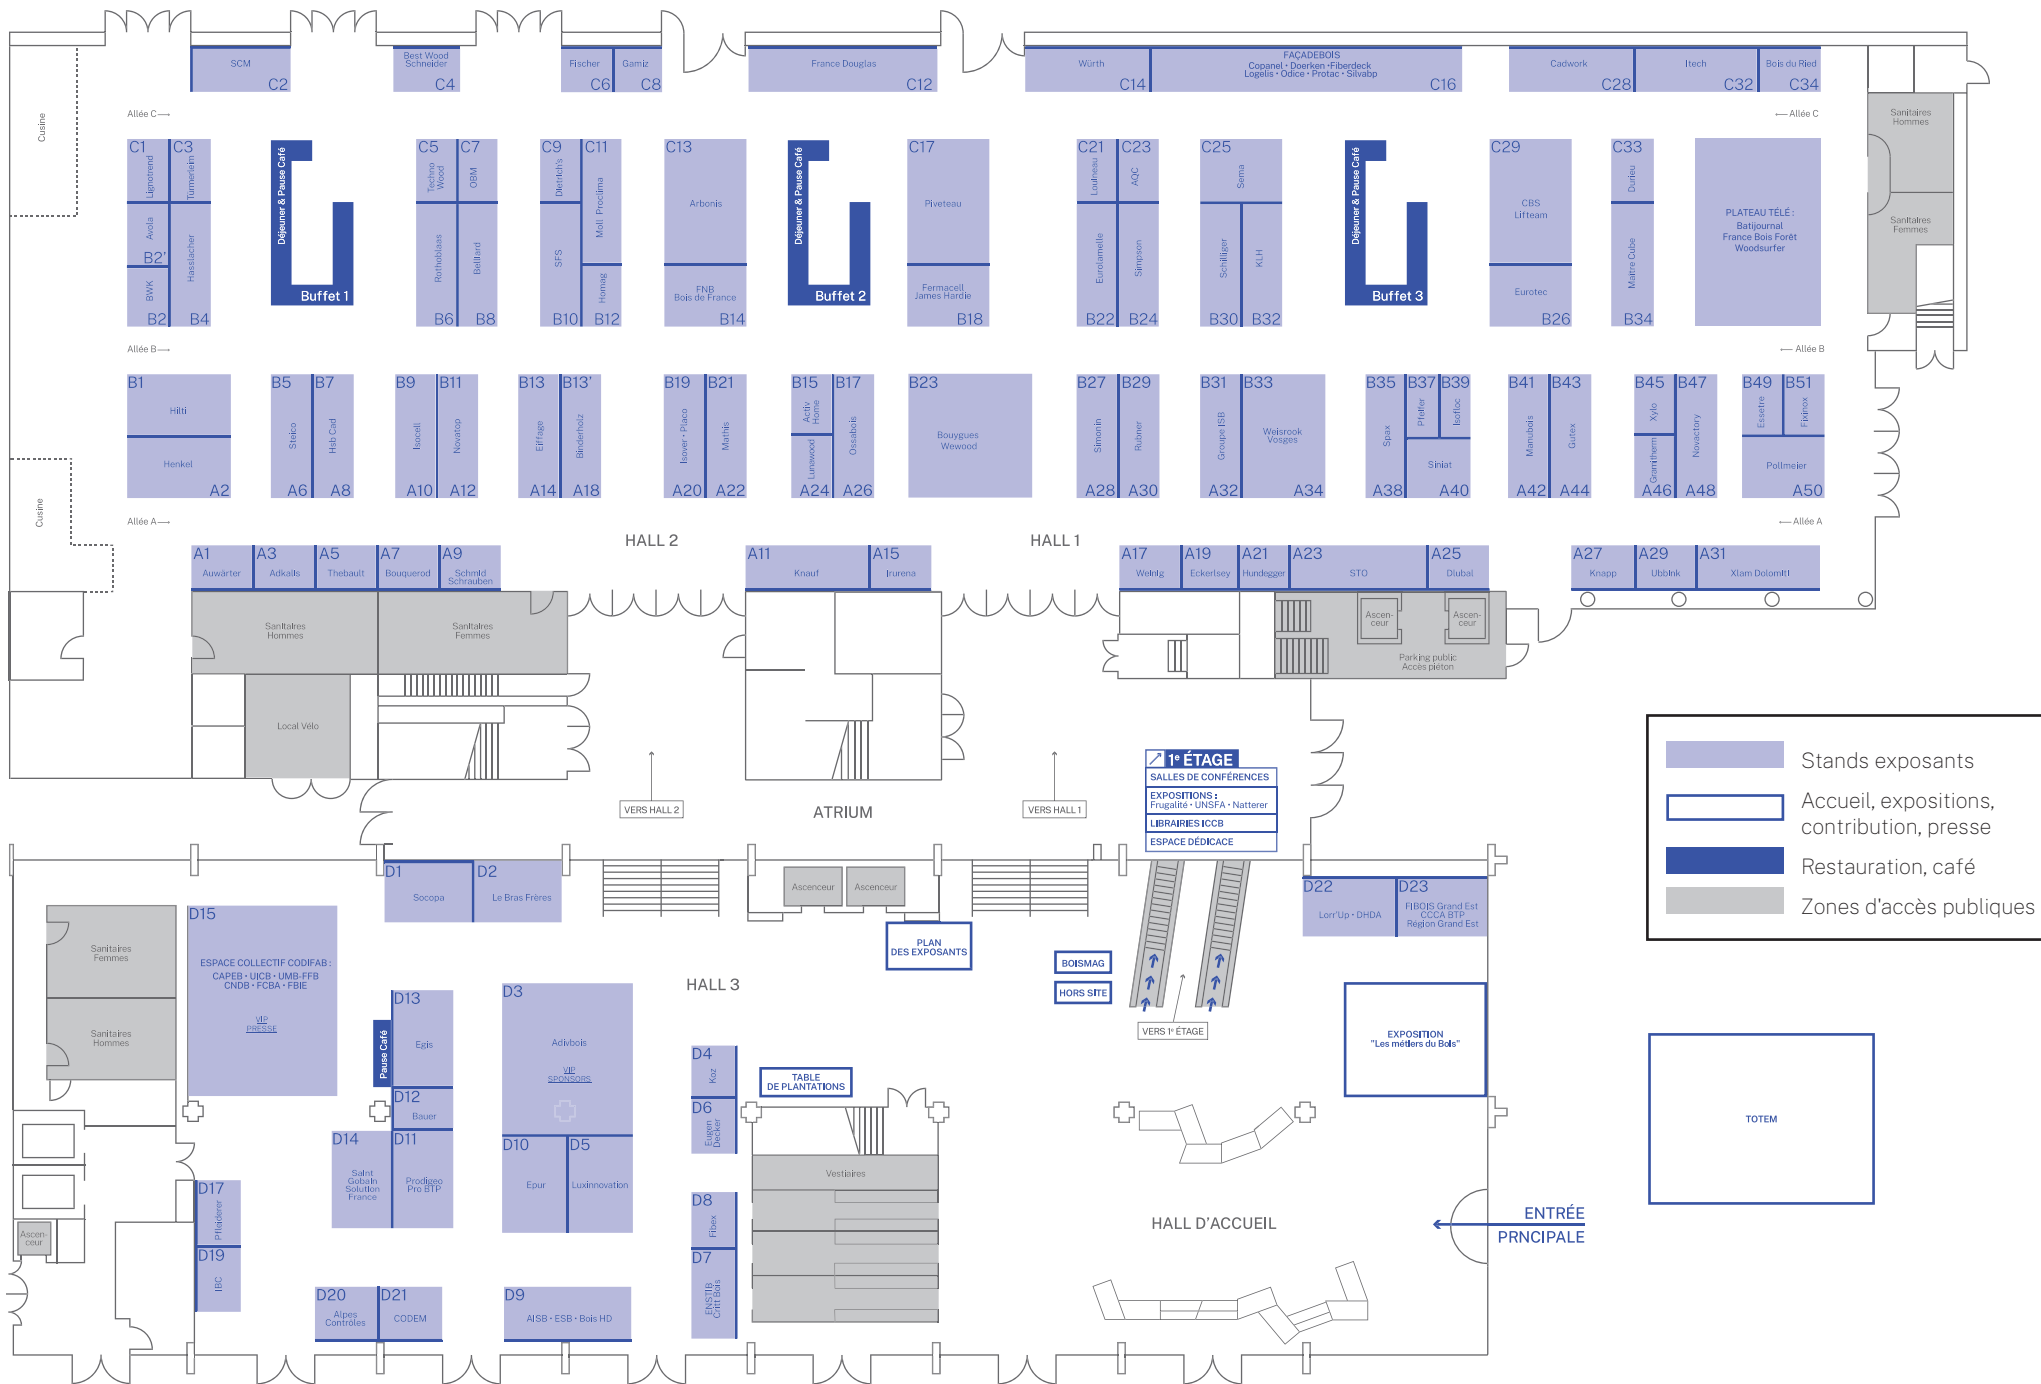 SCM
C2
Best Wood
Schneider
C4
Fischer
C6
Gamiz
C8
France Douglas
C12
Würth
C14
FAÇADEBOIS
Copanel • Doerken • Fiberdeck
Logelis • Odice • Protac • Silvabp
C16
Cadwork
C28
Itech
C32
Bois du Ried
C34
Cusine
Allée C
Allée C
Sanitaires
Hommes
Sanitaires
Femmes
C1
Lignotrend
C3
Turmerleim
Avola
B2'
BWK
B2
Hasslacher
B4
Déjeuner & Pause Café
Buffet 1
C5
Techno
Wood
C7
OBM
Rothoblaas
B6
Beillard
B8
C9
Dietrich's
C11
Moll Proclima
SFS
B10
Homag
B12
C13
Arbonis
FNB
Bois de France
B14
Déjeuner & Pause Café
Buffet 2
C17
Piveteau
Fermacell
James Hardie
B18
C21
Loulneau
C23
AQC
Eurolamelle
B22
Simpson
B24
C25
Sema
Schilliger
B30
KLH
B32
Déjeuner & Pause Café
Buffet 3
C29
CBS
Lifteam
Eurotec
B26
C33
Durieu
Maitre Cube
B34
PLATEAU TÉLÉ :
Batijournal
France Bois Forêt
Woodsurfer
Allée B
Allée B
B1
Hilti
Henkel
A2
B5
Steico
A6
B7
Hsb Cad
A8
B9
Isocell
A10
B11
Novatop
A12
B13
Eiffage
A14
B13'
Binderholz
A18
B19
Isover • Placo
A20
B21
Mathis
A22
B15
Activ
Home
Lunawood
A24
B17
Ossabois
A26
B23
Bouygues
Wewood
B27
Simonin
A28
B29
Rubner
A30
B31
Groupe ISB
A32
B33
Weisrock
Vosges
A34
B35
Spax
A38
B37
Pfeifer
B39
Isofloc
Siniat
A40
B41
Manubois
A42
B43
Gutex
A44
B45
Xylo
Gramitherm
A46
B47
Novactory
A48
B49
Essetre
B51
Fixinox
Pollmeier
A50
Cusine
Allée A
Allée A
HALL 2
HALL 1
A1
Auwärter
A3
Adkalis
A5
Thebault
A7
Bouquerod
A9
Schmid
Schrauben
A11
Knauf
A15
Irurena
A17
Weinig
A19
Eckerlsey
A21
Hundegger
A23
STO
A25
Dlubal
A27
Knapp
A29
Ubbink
A31
Xlam Dolomiti
Sanitaires
Hommes
Sanitaires
Femmes
Local Vélo
Ascen-
ceur
Ascen-
ceur
Parking public
Accès piéton
VERS HALL 2
ATRIUM
VERS HALL 1
1e ÉTAGE
SALLES DE CONFÉRENCES
EXPOSITIONS :
Frugalité • UNSFA • Natterer
LIBRAIRIES ICCB
ESPACE DÉDICACE
Stands exposants
Accueil, expositions,
contribution, presse
Restauration, café
Zones d'accès publiques
D1
Socopa
D2
Le Bras Frères
Ascenceur
Ascenceur
PLAN
DES EXPOSANTS
D22
Lorr'Up • DHDA
D23
FIBOIS Grand Est
CCCA BTP
Région Grand Est
Sanitaires
Femmes
Sanitaires
Hommes
D15
ESPACE COLLECTIF CODIFAB :
CAPEB • UICB • UMB-FFB
CNDB • FCBA • FBIE
VIP
PRESSE
HALL 3
BOISMAG
HORS SITE
VERS 1e ÉTAGE
EXPOSITION
"Les métiers du Bois"
TOTEM
Pause Café
D13
Egis
D12
Bauer
D14
Saint
Gobain
Solution
France
D11
Prodigeo
Pro BTP
D3
Adivbois
VIP
SPONSORS
D10
Epur
D5
Luxinnovation
D4
Koz
D6
Eugen
Decker
TABLE
DE PLANTATIONS
Vestiaires
D8
Fibex
D7
ENSTIB
Critt Bois
D17
Pfleiderer
D19
IBC
Ascen-
ceur
D20
Alpes
Contrôles
D21
CODEM
D9
AISB • ESB • Bois HD
HALL D'ACCUEIL
ENTRÉE
PRNCIPALE